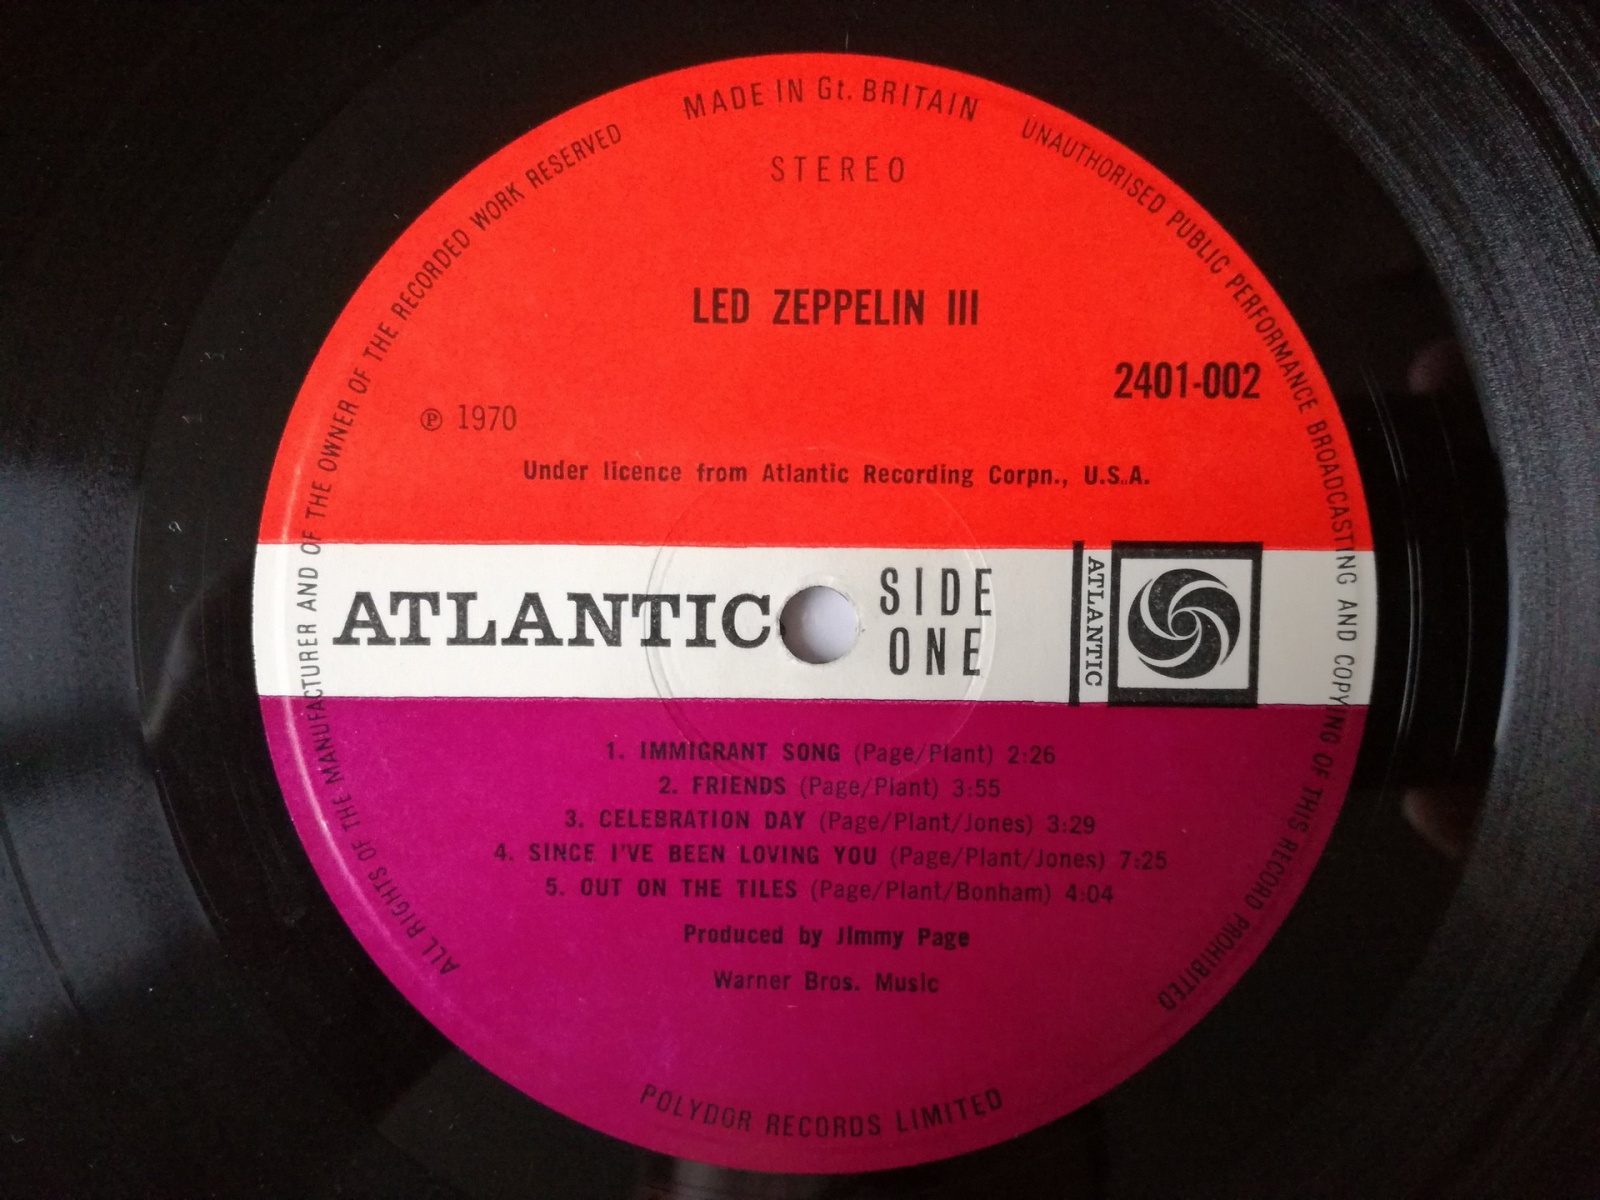 MADE IN Gt. BRITAIN
ALL RIGHTS OF THE MANUFACTURER AND OF THE OWNER OF THE RECORDED WORK RESERVED
UNAUTHORISED PUBLIC PERFORMANCE BROADCASTING AND COPYING OF THIS RECORD PROHIBITED
STEREO
LED ZEPPELIN III
2401-002
℗ 1970
Under licence from Atlantic Recording Corpn., U.S.A.
ATLANTIC
SIDE
ONE
ATLANTIC
1. IMMIGRANT SONG (Page/Plant) 2:26
2. FRIENDS (Page/Plant) 3:55
3. CELEBRATION DAY (Page/Plant/Jones) 3:29
4. SINCE I'VE BEEN LOVING YOU (Page/Plant/Jones) 7:25
5. OUT ON THE TILES (Page/Plant/Bonham) 4:04
Produced by Jimmy Page
Warner Bros. Music
POLYDOR RECORDS LIMITED